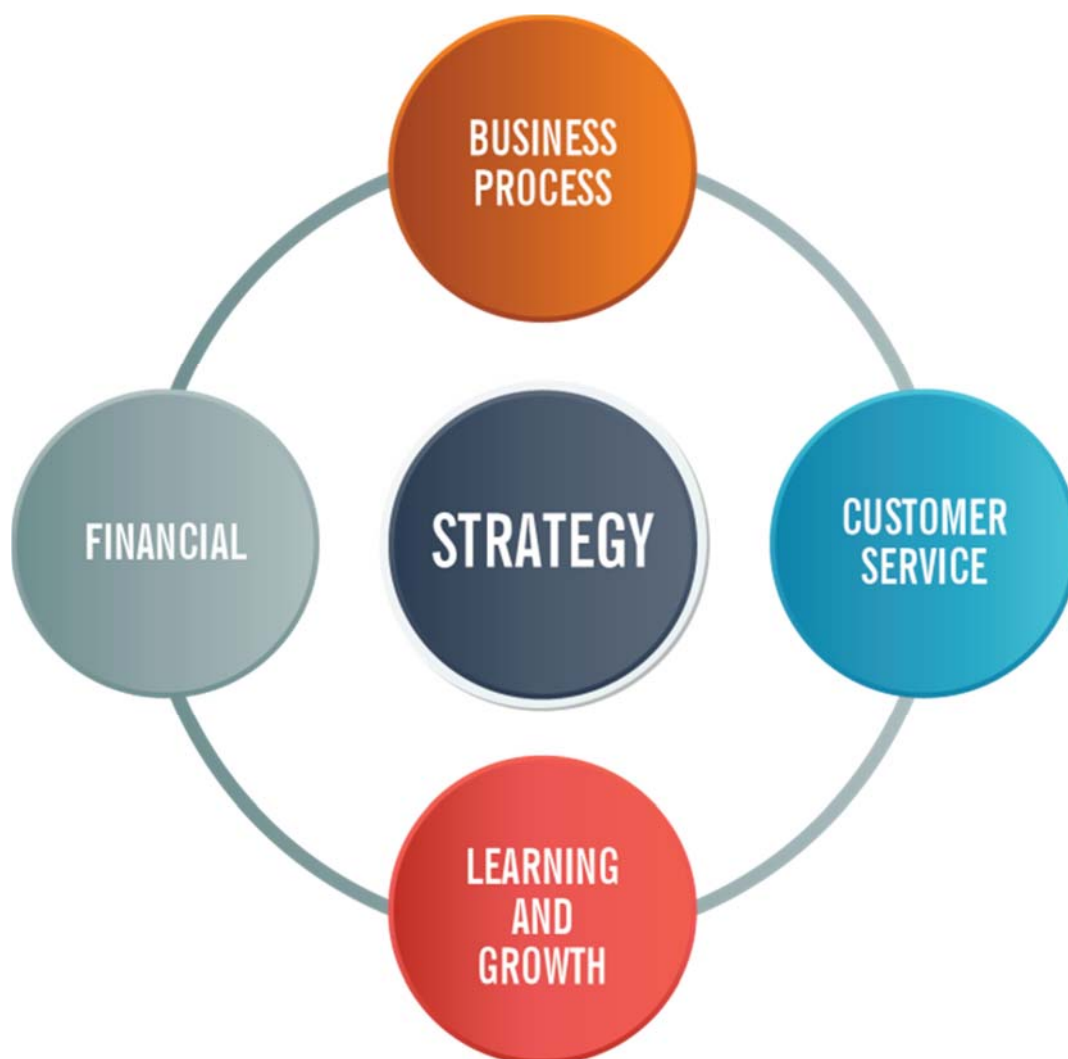 BUSINESS
PROCESS
FINANCIAL
STRATEGY
CUSTOMER
SERVICE
LEARNING
AND
GROWTH